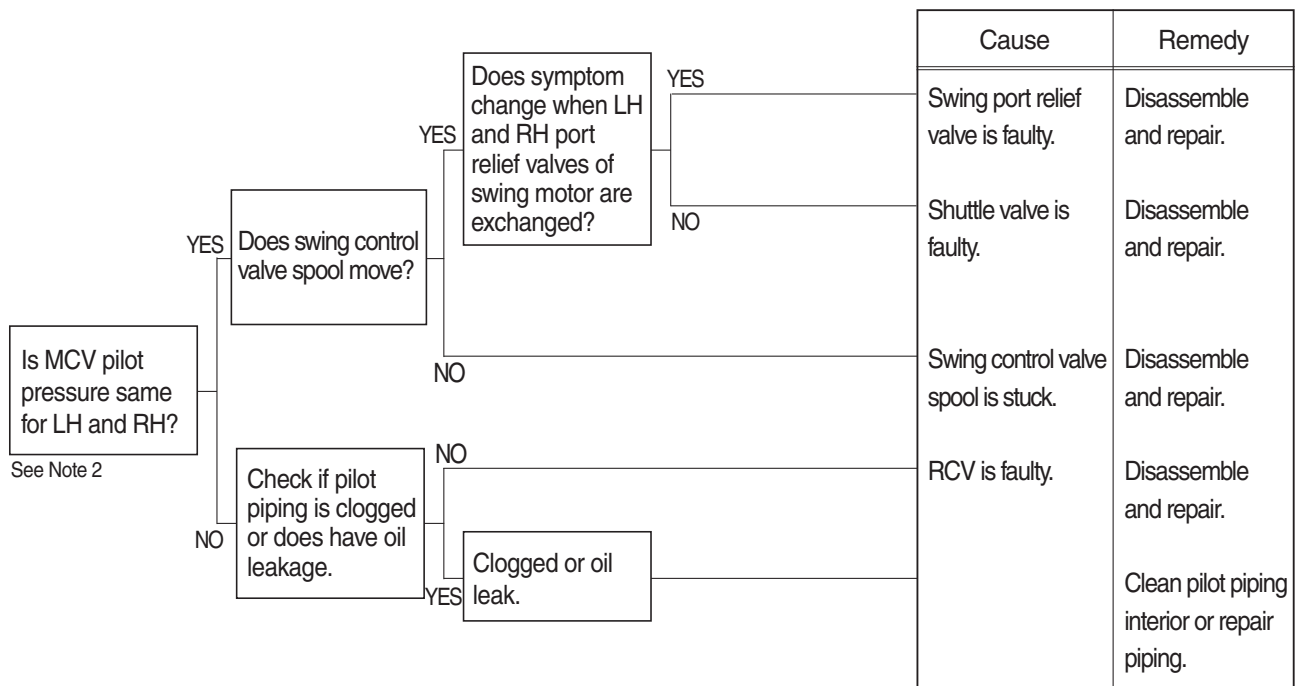 Cause
Remedy
Does symptom
change when LH
and RH port
relief valves of
swing motor are
exchanged?
YES
Swing port relief
valve is faulty.
Disassemble
and repair.
YES
NO
Shuttle valve is
faulty.
Disassemble
and repair.
YES
Does swing control
valve spool move?
NO
Swing control valve
spool is stuck.
Disassemble
and repair.
Is MCV pilot
pressure same
for LH and RH?
See Note 2
NO
Check if pilot
piping is clogged
or does have oil
leakage.
NO
RCV is faulty.
Disassemble
and repair.
YES
Clogged or oil
leak.
Clean pilot piping
interior or repair
piping.